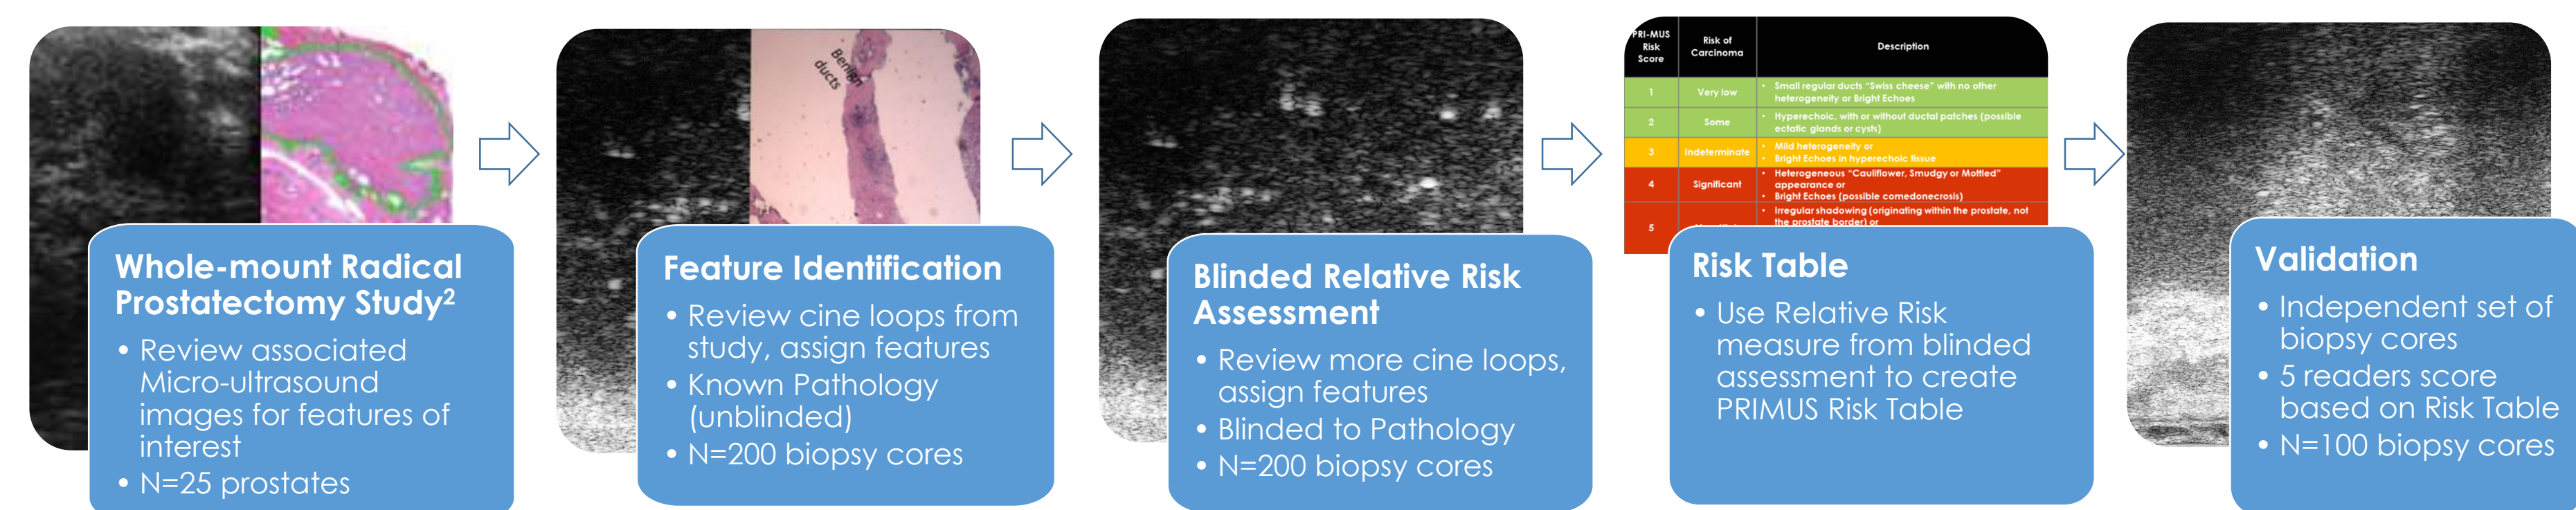 Whole-mount Radical
Prostatectomy Study²
• Review associated
Micro-ultrasound
images for features of
interest
• N=25 prostates
Benign
ducts
Feature Identification
• Review cine loops from
study, assign features
• Known Pathology
(unblinded)
• N=200 biopsy cores
Blinded Relative Risk
Assessment
• Review more cine loops,
assign features
• Blinded to Pathology
• N=200 biopsy cores
PRI-MUS
Risk
Score
Risk of
Carcinoma
Description
1
Very low
• Small regular ducts “Swiss cheese” with no other
heterogeneity or Bright Echoes
2
Some
• Hyperechoic, with or without ductal patches (possible
ectatic glands or cysts)
3
Indeterminate
• Mild heterogeneity or
• Bright Echoes in hyperechoic tissue
4
Significant
• Heterogeneous “Cauliflower, Smudgy or Mottled”
appearance or
• Bright Echoes (possible comedonecrosis)
5
• Irregular shadowing (originating within the prostate, not
the prostate border) or
Risk Table
• Use Relative Risk
measure from blinded
assessment to create
PRIMUS Risk Table
Validation
• Independent set of
biopsy cores
• 5 readers score
based on Risk Table
• N=100 biopsy cores